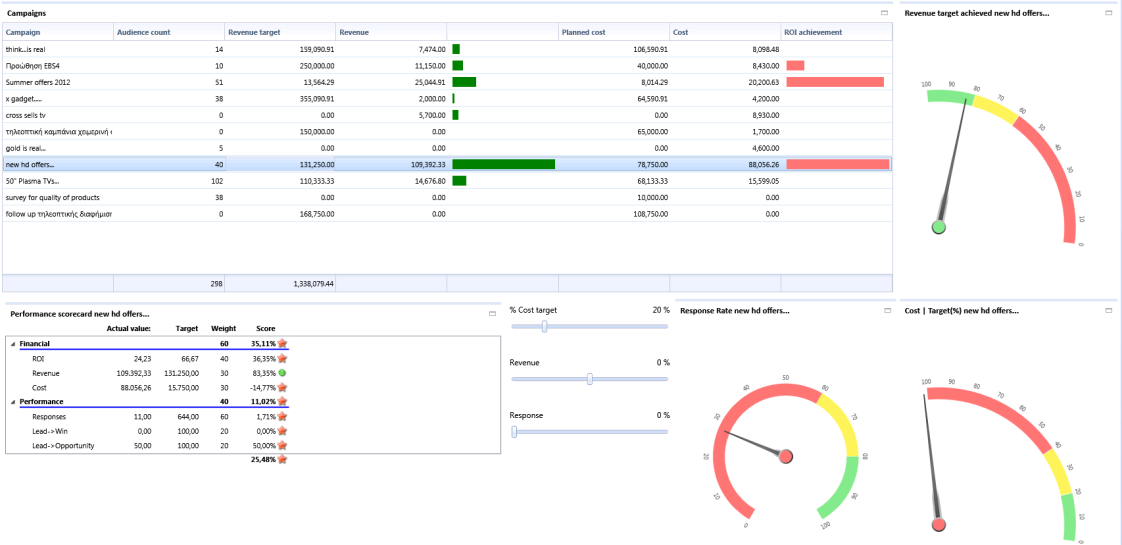 Campaigns
Campaign Audience count Revenue target Revenue Planned cost Cost ROI achievement
think...is real 14 159,090.91 7,474.00 106,590.91 8,098.48
Προώθηση EBS4 10 250,000.00 11,150.00 40,000.00 8,430.00
Summer offers 2012 51 13,564.29 25,044.91 8,014.29 20,200.63
x gadget..... 38 355,090.91 2,000.00 64,590.91 4,200.00
cross sells tv 0 0.00 5,700.00 0.00 8,930.00
τηλεοπτική καμπάνια χειμερινή 0 150,000.00 0.00 65,000.00 1,700.00
gold is real... 5 0.00 0.00 0.00 4,600.00
new hd offers... 40 131,250.00 109,392.33 78,750.00 88,056.26
50" Plasma TVs... 102 110,333.33 14,676.80 68,133.33 15,599.05
survey for quality of products 38 0.00 0.00 10,000.00 0.00
follow up τηλεοπτικής διαφήμισ 0 168,750.00 0.00 108,750.00 0.00
298 1,338,079.44
Revenue target achieved new hd offers...
100 90 80 70 60 50 40 30 20 10 0
Performance scorecard new hd offers...
Actual value: Target Weight Score
Financial 60 35,11%
ROI 24,23 66,67 40 36,35%
Revenue 109.392,33 131.250,00 30 83,35%
Cost 88.056,26 15.750,00 30 -14,77%
Performance 40 11,02%
Responses 11,00 644,00 60 1,71%
Lead->Win 0,00 100,00 20 0,00%
Lead->Opportunity 50,00 100,00 20 50,00%
25,48%
% Cost target 20 %
Revenue 0 %
Response 0 %
Response Rate new hd offers...
0 10 20 30 40 50 60 70 80 90 100
Cost | Target(%) new hd offers...
100 90 80 70 60 50 40 30 20 10 0